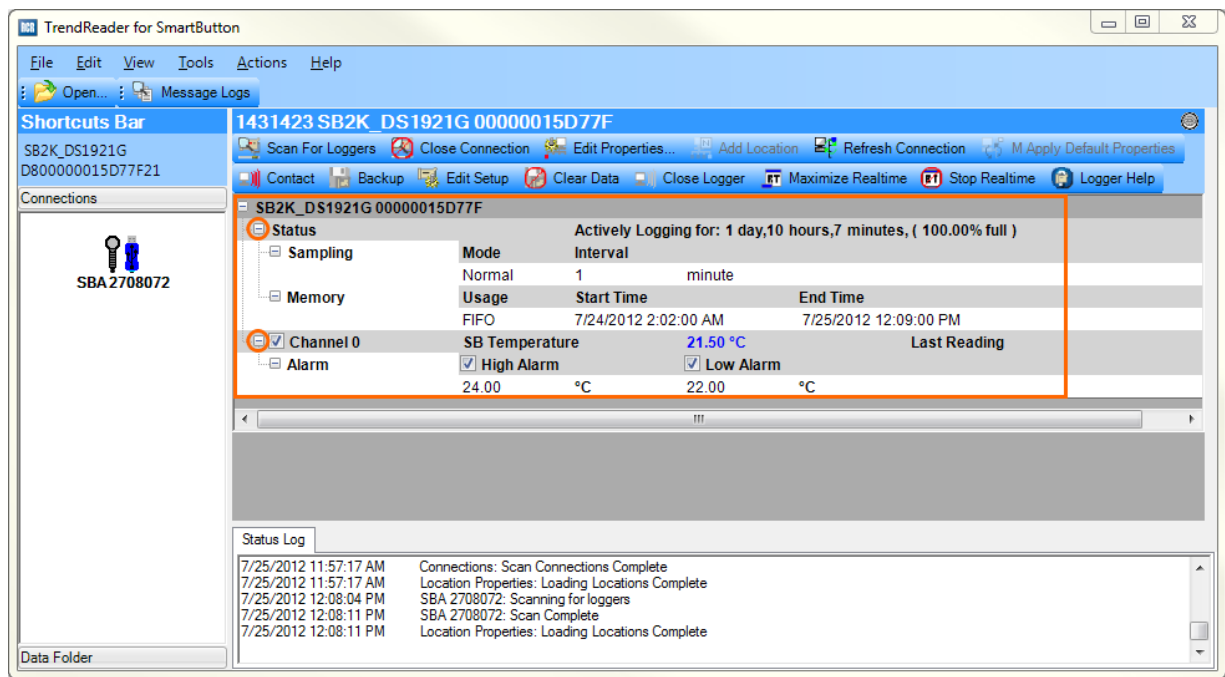 TrendReader for SmartButton
File Edit View Tools Actions Help
Open... Message Logs
Shortcuts Bar
SB2K_DS1921G
D800000015D77F21
Connections
SBA 2708072
Data Folder
1431423 SB2K_DS1921G 00000015D77F
Scan For Loggers Close Connection Edit Properties... Add Location Refresh Connection M Apply Default Properties
Contact Backup Edit Setup Clear Data Close Logger RT Maximize Realtime RT Stop Realtime Logger Help
SB2K_DS1921G 00000015D77F
Status Actively Logging for: 1 day,10 hours,7 minutes, ( 100.00% full )
Sampling Mode Interval
Normal 1 minute
Memory Usage Start Time End Time
FIFO 7/24/2012 2:02:00 AM 7/25/2012 12:09:00 PM
Channel 0 SB Temperature 21.50 °C Last Reading
Alarm High Alarm Low Alarm
24.00 °C 22.00 °C
Status Log
7/25/2012 11:57:17 AM Connections: Scan Connections Complete
7/25/2012 11:57:17 AM Location Properties: Loading Locations Complete
7/25/2012 12:08:04 PM SBA 2708072: Scanning for loggers
7/25/2012 12:08:11 PM SBA 2708072: Scan Complete
7/25/2012 12:08:11 PM Location Properties: Loading Locations Complete